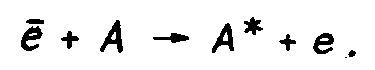 ē + A → A* + e.